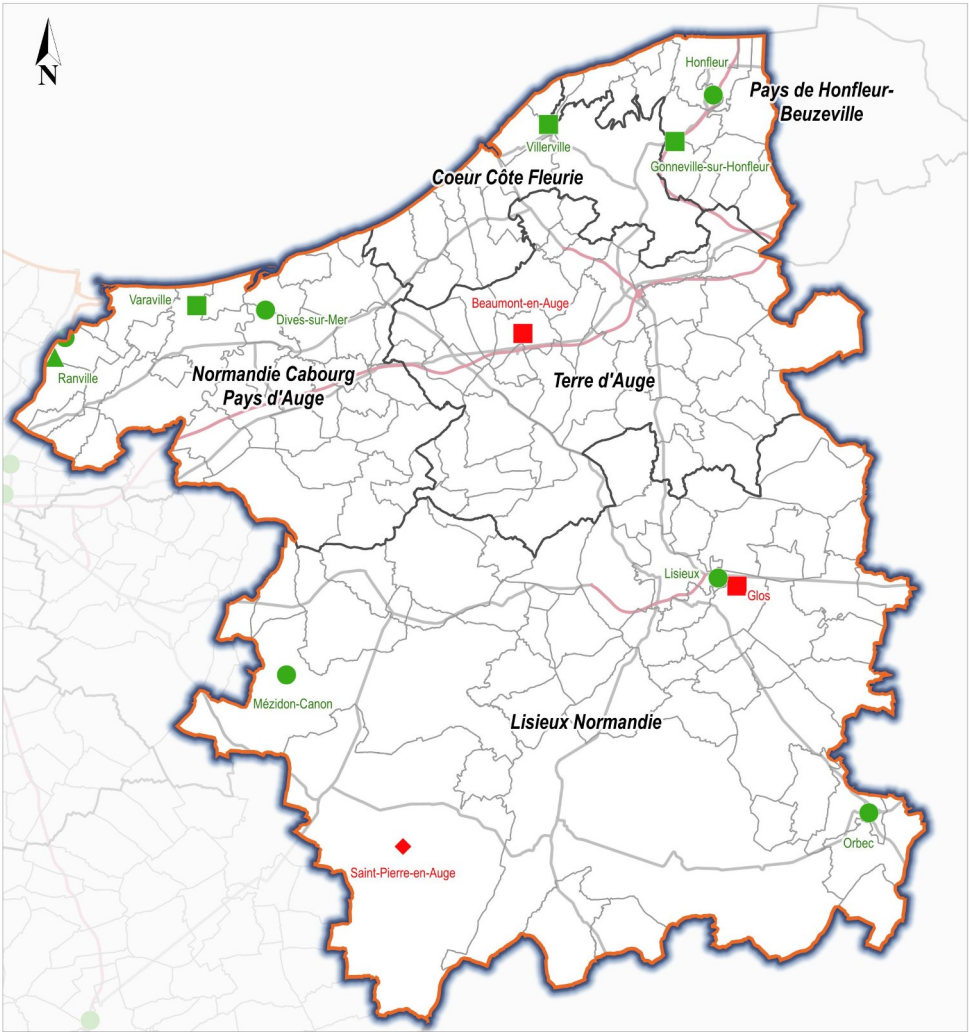 N
Honfleur
Pays de Honfleur-
Beuzeville
Villerville
Gonneville-sur-Honfleur
Coeur Côte Fleurie
Varaville
Dives-sur-Mer
Beaumont-en-Auge
Ranville
Normandie Cabourg
Pays d'Auge
Terre d'Auge
Lisieux
Glos
Mézidon-Canon
Lisieux Normandie
Orbec
Saint-Pierre-en-Auge